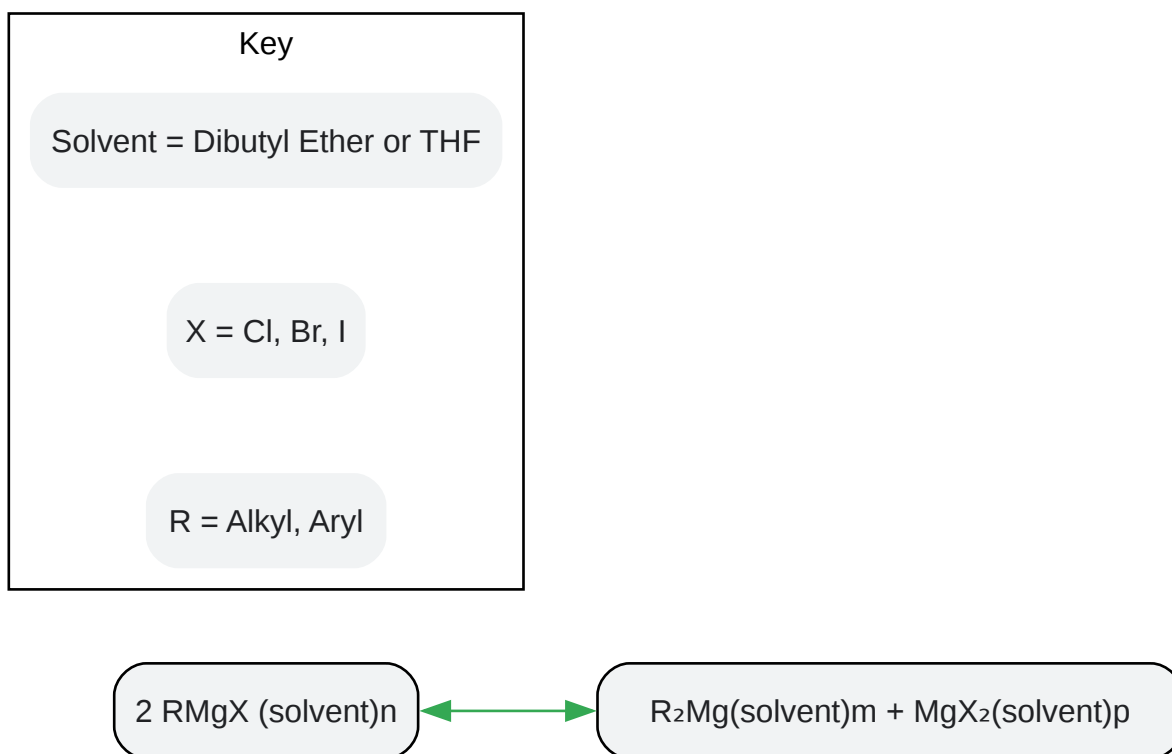 Key
Solvent = Dibutyl Ether or THF
X = Cl, Br, I
R = Alkyl, Aryl
2 RMgX (solvent)n
R₂Mg(solvent)m + MgX₂(solvent)p